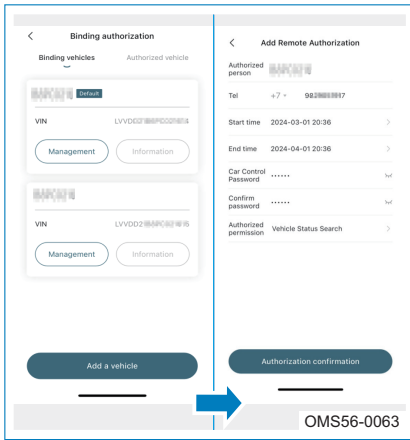 Binding authorization
Binding vehicles
Authorized vehicle
Default
VIN
Management
Information
VIN
Management
Information
Add a vehicle
Add Remote Authorization
Authorized
person
Tel
+7
Start time
2024-03-01 20:36
End time
2024-04-01 20:36
Car Control
Password
••••••
Confirm
password
••••••
Authorized
permission
Vehicle Status Search
Authorization confirmation
OMS56-0063